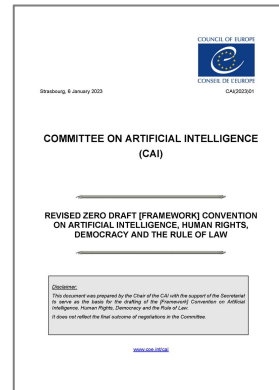 COUNCIL OF EUROPE
CONSEIL DE L'EUROPE
Strasbourg, 6 January 2023 CAI(2023)01
COMMITTEE ON ARTIFICIAL INTELLIGENCE
(CAI)
REVISED ZERO DRAFT [FRAMEWORK] CONVENTION
ON ARTIFICIAL INTELLIGENCE, HUMAN RIGHTS,
DEMOCRACY AND THE RULE OF LAW
Disclaimer:
This document was prepared by the Chair of the CAI with the support of the Secretariat
to serve as the basis for the drafting of the [Framework] Convention on Artificial
Intelligence, Human Rights, Democracy and the Rule of Law.
It does not reflect the final outcome of negotiations in the Committee.
www.coe.int/cai